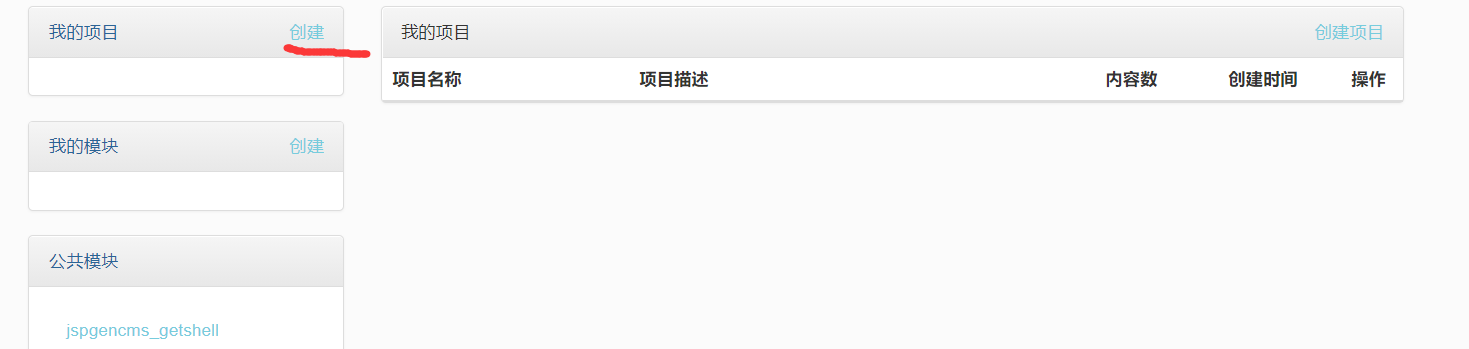 我的项目 创建
我的模块 创建
公共模块
jspgencms_getshell
我的项目 创建项目
项目名称 项目描述 内容数 创建时间 操作